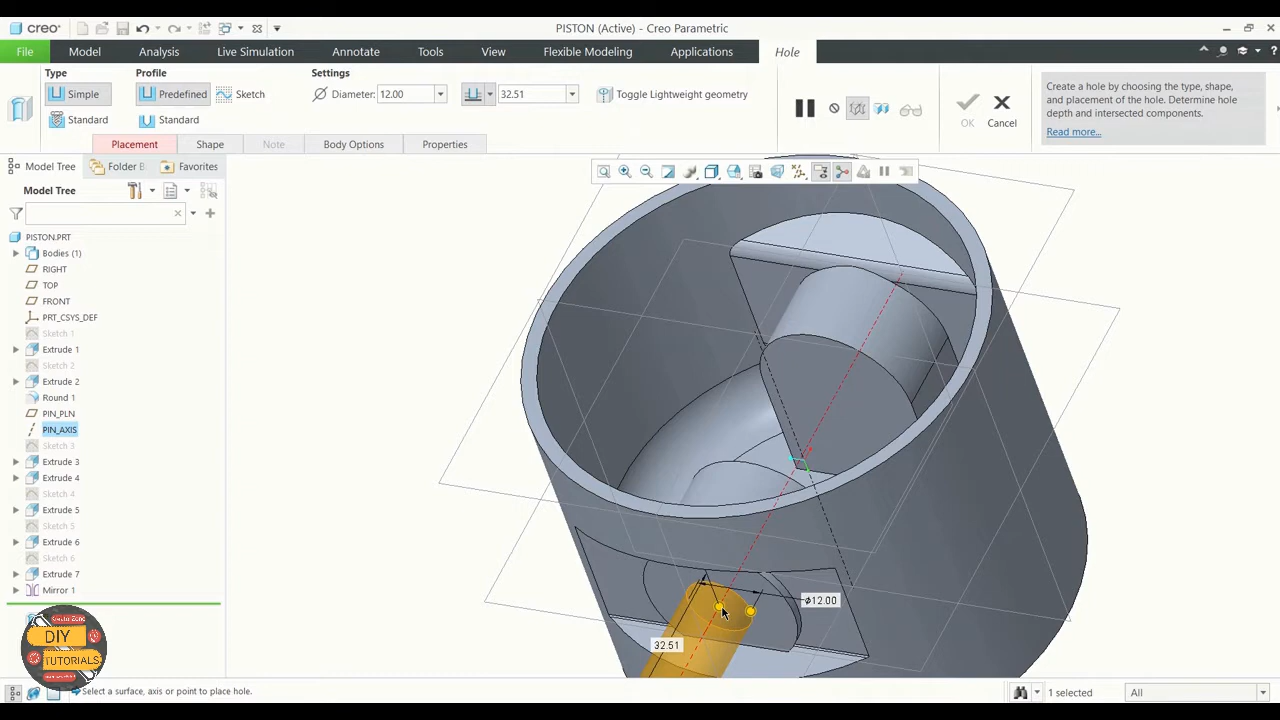 creo
PISTON (Active) - Creo Parametric
File
Model
Analysis
Live Simulation
Annotate
Tools
View
Flexible Modeling
Applications
Hole
Type
Profile
Settings
Simple
Predefined
Sketch
Diameter:
12.00
32.51
Toggle Lightweight geometry
Standard
Standard
OK
Cancel
Create a hole by choosing the type, shape,
and placement of the hole. Determine hole
depth and intersected components.
Read more...
Placement
Shape
Note
Body Options
Properties
Model Tree
Folder B
Favorites
Model Tree
PISTON.PRT
Bodies (1)
RIGHT
TOP
FRONT
PRT_CSYS_DEF
Sketch 1
Extrude 1
Sketch 2
Extrude 2
Round 1
PIN_PLN
PIN_AXIS
Sketch 3
Extrude 3
Extrude 4
Sketch 4
Extrude 5
Sketch 5
Extrude 6
Sketch 6
Extrude 7
Mirror 1
DIY
TUTORIALS
⌀12.00
32.51
Select a surface, axis or point to place hole.
1 selected
All